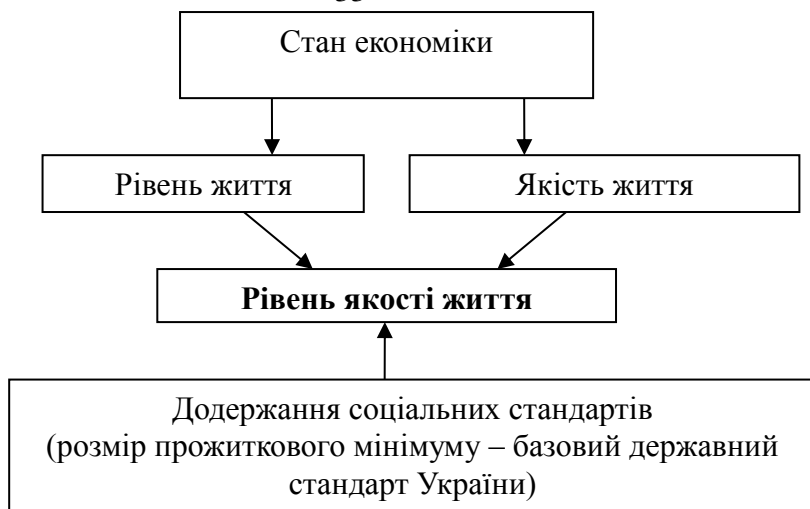 Стан економіки
Рівень життя
Якість життя
Рівень якості життя
Додержання соціальних стандартів
(розмір прожиткового мінімуму – базовий державний
стандарт України)